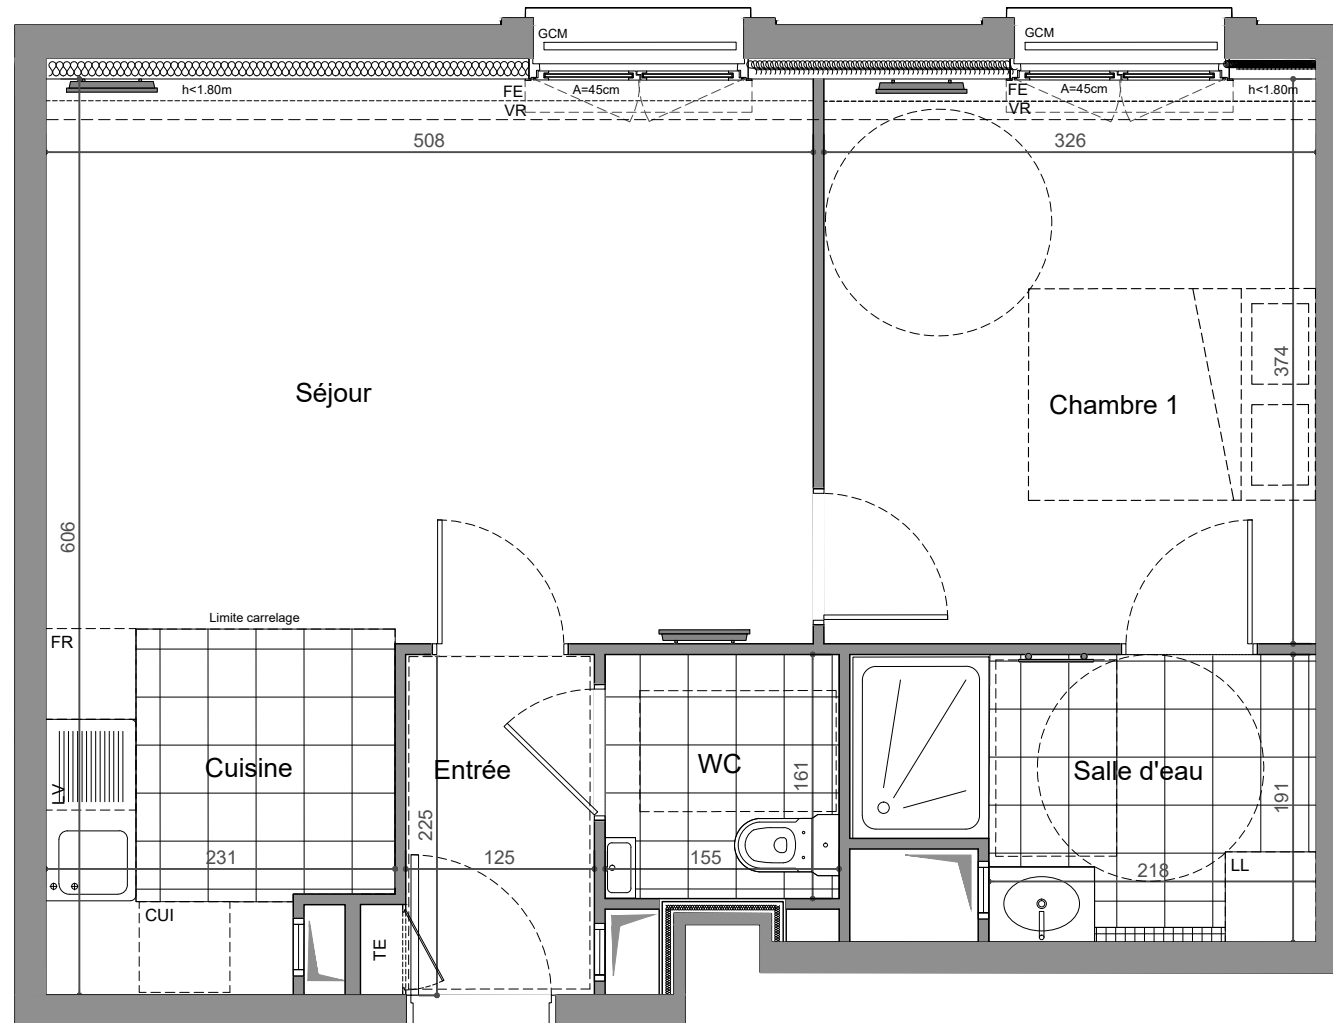 GCM
GCM
h<1.80m
FE
A=45cm
FE
A=45cm
h<1.80m
VR
VR
508
326
374
Séjour
Chambre 1
606
Limite carrelage
FR
Cuisine
Entrée
WC
Salle d'eau
LV
161
191
225
231
125
155
218
LL
CUI
TE